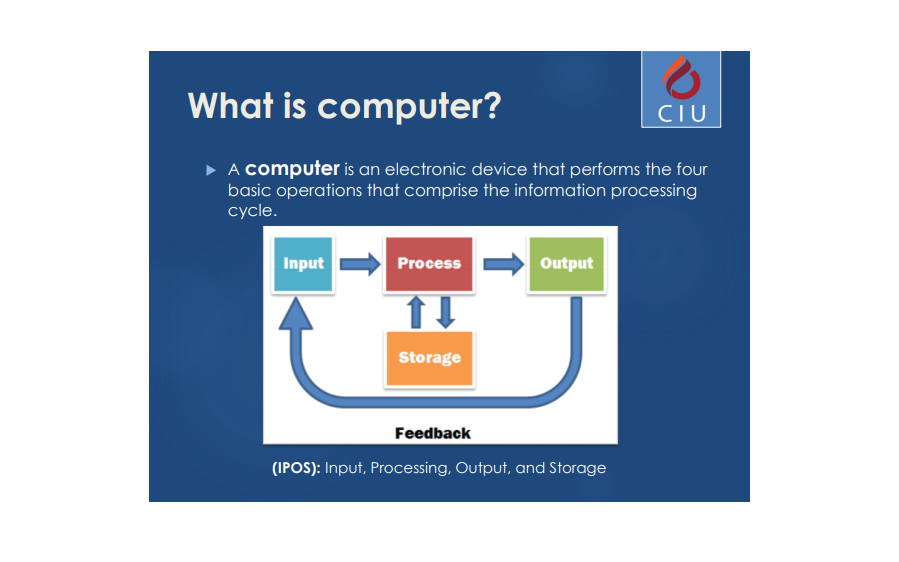 What is computer?
CIU
A computer is an electronic device that performs the four
basic operations that comprise the information processing
cycle.
Input
Process
Output
Storage
Feedback
(IPOS): Input, Processing, Output, and Storage